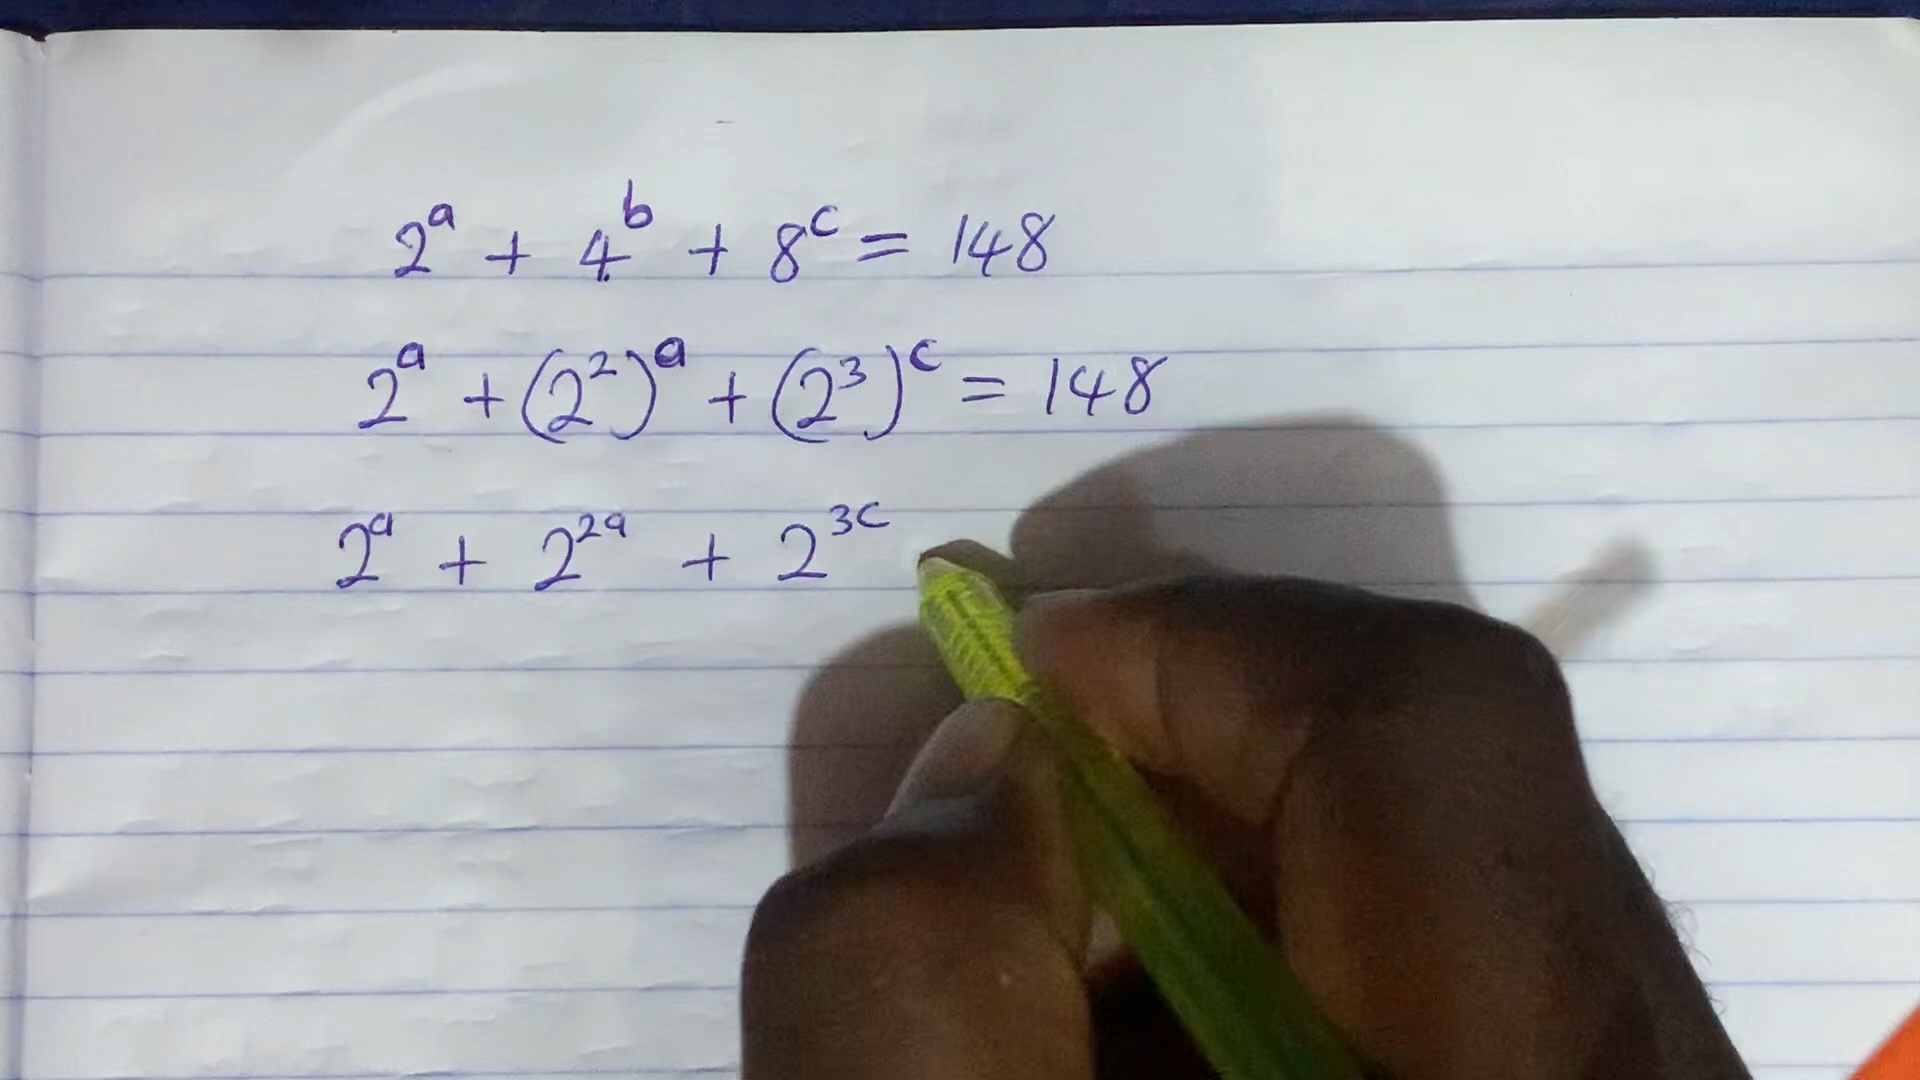 2^a + 4^b + 8^c = 148
2^a + (2^2)^a + (2^3)^c = 148
2^a + 2^2a + 2^3c